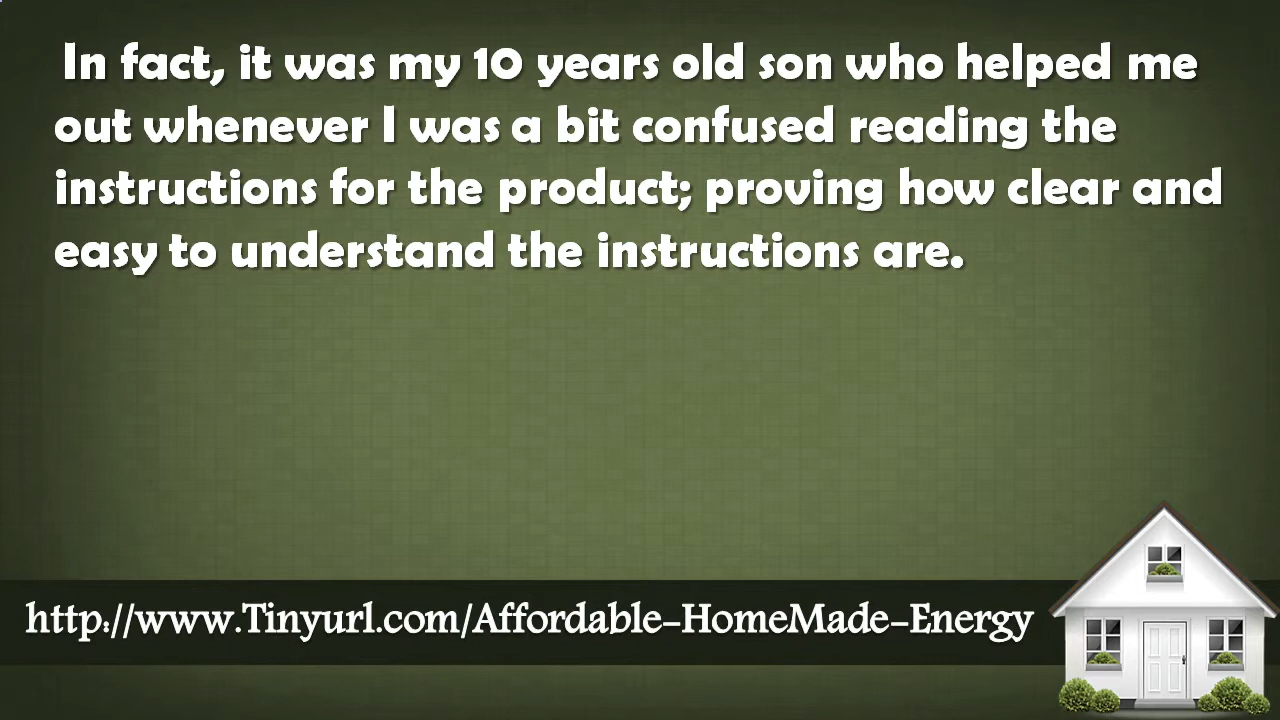 In fact, it was my 10 years old son who helped me
out whenever I was a bit confused reading the
instructions for the product; proving how clear and
easy to understand the instructions are.
http://www.Tinyurl.com/Affordable-HomeMade-Energy